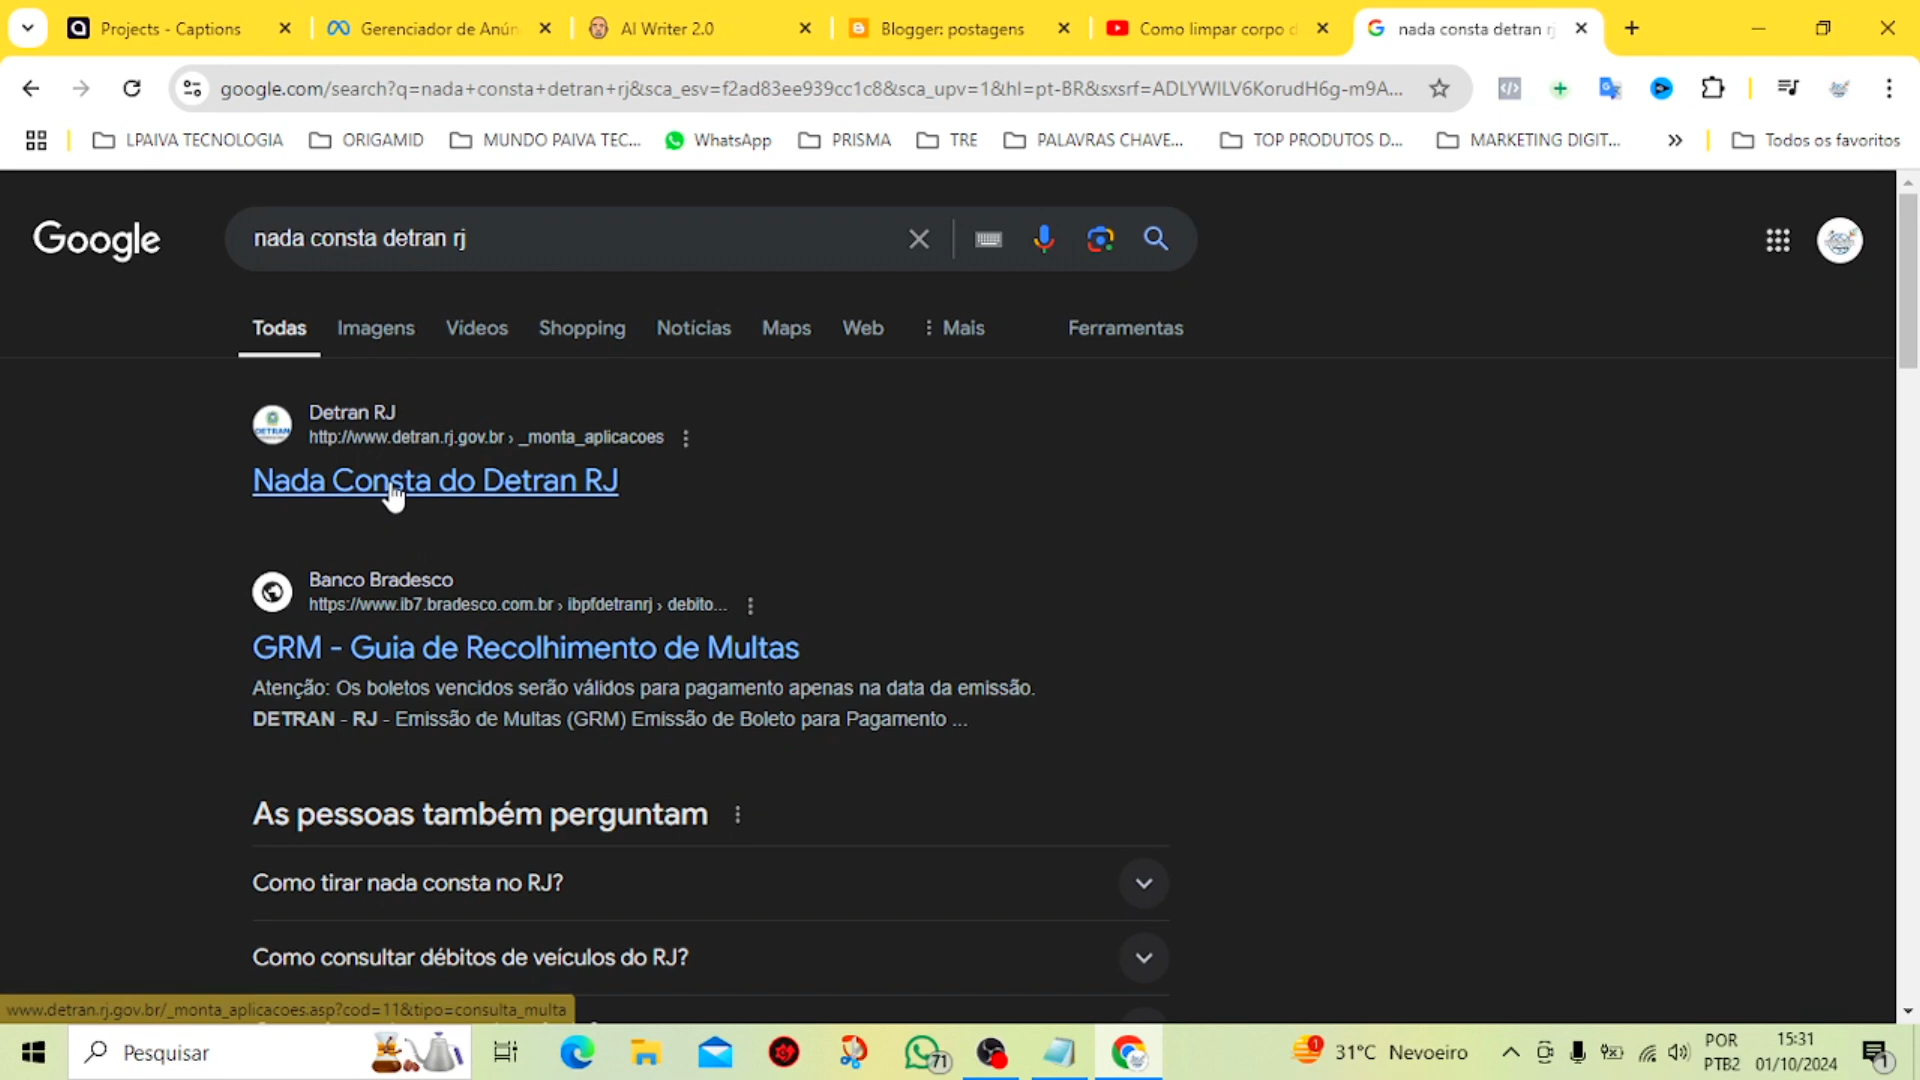 Projects - Captions
Gerenciador de Anún
AI Writer 2.0
Blogger: postagens
Como limpar corpo d
nada consta detran rj
google.com/search?q=nada+consta+detran+rj&sca_esv=f2ad83ee939cc1c8&sca_upv=1&hl=pt-BR&sxsrf=ADLYWILV6KorudH6g-m9A...
LPAIVA TECNOLOGIA
ORIGAMID
MUNDO PAIVA TEC...
WhatsApp
PRISMA
TRE
PALAVRAS CHAVE...
TOP PRODUTOS D...
MARKETING DIGIT...
»
Todos os favoritos
Google
nada consta detran rj
Todas
Imagens
Vídeos
Shopping
Notícias
Maps
Web
Mais
Ferramentas
Detran RJ
http://www.detran.rj.gov.br › _monta_aplicacoes
Nada Consta do Detran RJ
Banco Bradesco
https://www.ib7.bradesco.com.br › ibpfdetranrj › debito...
GRM - Guia de Recolhimento de Multas
Atenção: Os boletos vencidos serão válidos para pagamento apenas na data da emissão.
DETRAN - RJ - Emissão de Multas (GRM) Emissão de Boleto para Pagamento ...
As pessoas também perguntam
Como tirar nada consta no RJ?
Como consultar débitos de veículos do RJ?
www.detran.rj.gov.br/_monta_aplicacoes.asp?cod=11&tipo=consulta_multa
Pesquisar
71
1
31°C Nevoeiro
POR
PTB2
15:31
01/10/2024
1